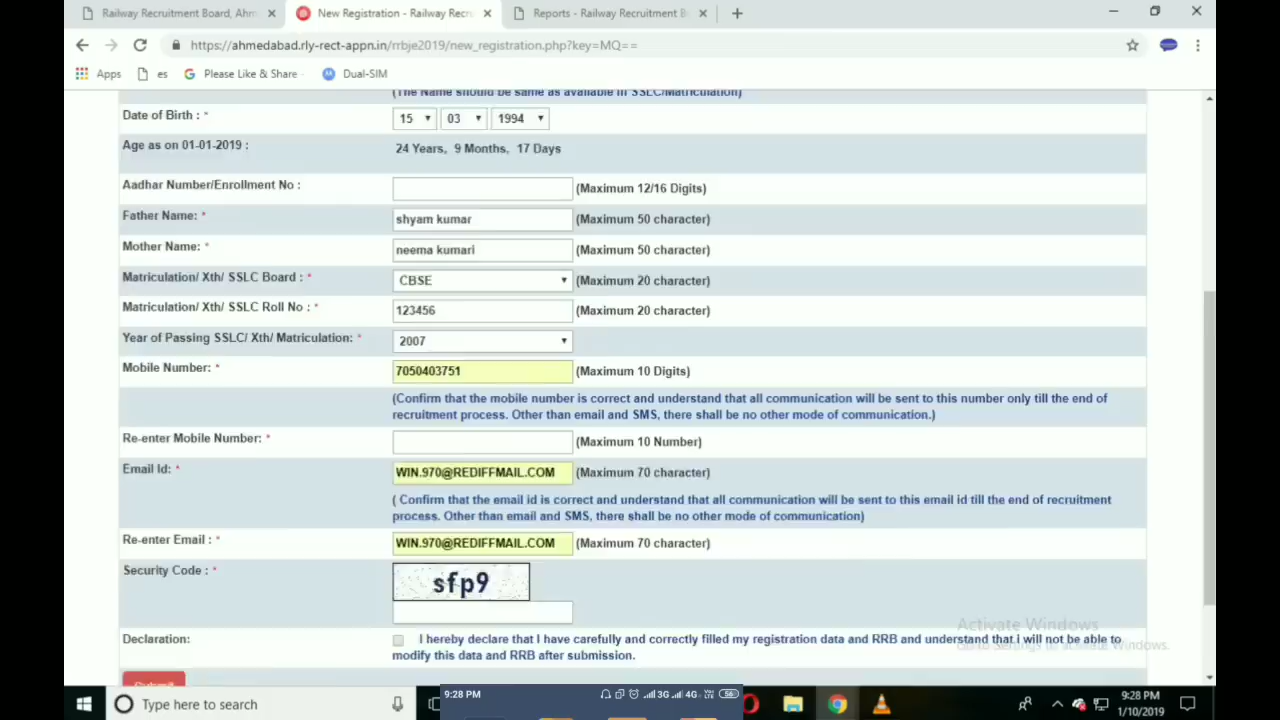 Railway Recruitment Board, Ahm
New Registration - Railway Recru
Reports - Railway Recruitment B
https://ahmedabad.rly-rect-appn.in/rrbje2019/new_registration.php?key=MQ==
Apps
es
Please Like & Share
Dual-SIM
(The Name should be same as available in SSLC/Matriculation)
Date of Birth : *
15 03 1994
Age as on 01-01-2019 :
24 Years, 9 Months, 17 Days
Aadhar Number/Enrollment No :
(Maximum 12/16 Digits)
Father Name: *
shyam kumar
(Maximum 50 character)
Mother Name: *
neema kumari
(Maximum 50 character)
Matriculation/ Xth/ SSLC Board : *
CBSE
(Maximum 20 character)
Matriculation/ Xth/ SSLC Roll No : *
123456
(Maximum 20 character)
Year of Passing SSLC/ Xth/ Matriculation: *
2007
Mobile Number: *
7050403751
(Maximum 10 Digits)
(Confirm that the mobile number is correct and understand that all communication will be sent to this number only till the end of
recruitment process. Other than email and SMS, there shall be no other mode of communication.)
Re-enter Mobile Number: *
(Maximum 10 Number)
Email Id: *
WIN.970@REDIFFMAIL.COM
(Maximum 70 character)
( Confirm that the email id is correct and understand that all communication will be sent to this email id till the end of recruitment
process. Other than email and SMS, there shall be no other mode of communication)
Re-enter Email : *
WIN.970@REDIFFMAIL.COM
(Maximum 70 character)
Security Code : *
sfp9
Declaration:
I hereby declare that I have carefully and correctly filled my registration data and RRB and understand that i will not be able to
modify this data and RRB after submission.
Activate Windows
Go to Settings to activate Windows.
Submit
Type here to search
9:28 PM
3G 4G 56
9:28 PM
1/10/2019